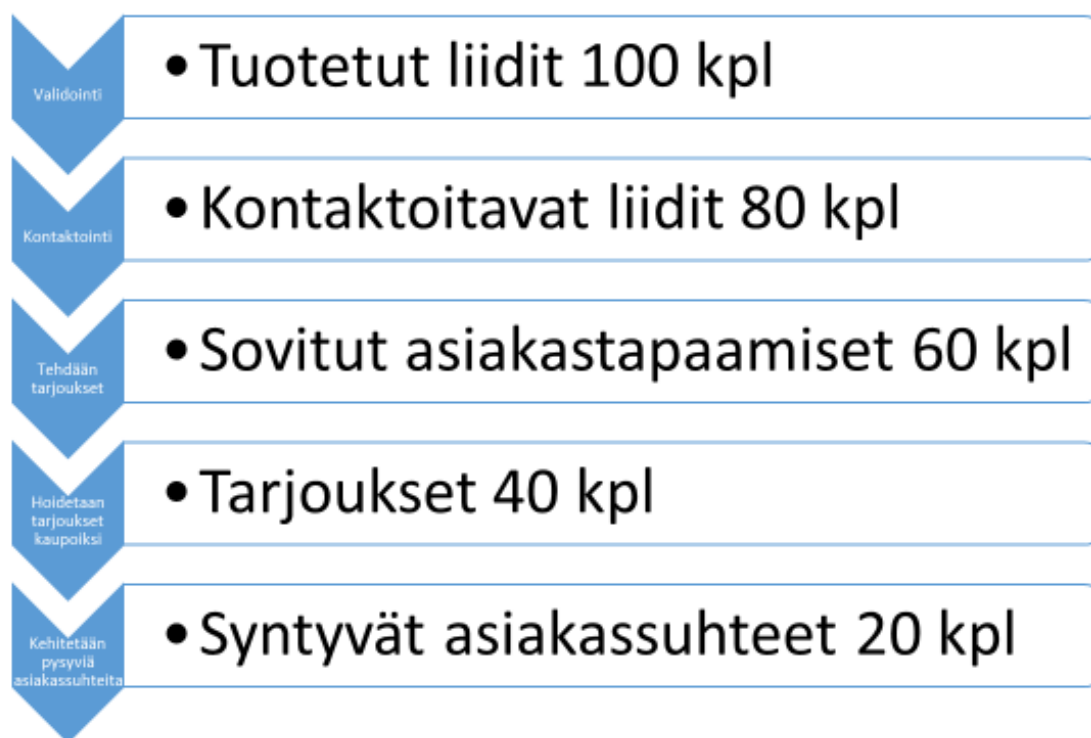 Validointi
• Tuotetut liidit 100 kpl
Kontaktointi
• Kontaktoitavat liidit 80 kpl
Tehdään
tarjoukset
• Sovitut asiakastapaamiset 60 kpl
Hoidetaan
tarjoukset
kaupoiksi
• Tarjoukset 40 kpl
Kehitetään
pysyviä
asiakassuhteita
• Syntyvät asiakassuhteet 20 kpl